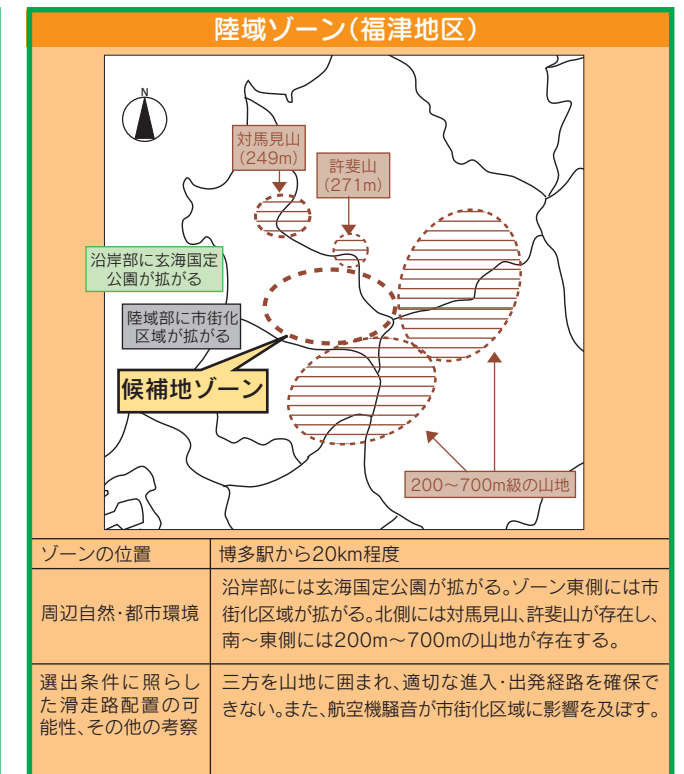 陸域ゾーン(福津地区)
N
対馬見山
(249m)
許斐山
(271m)
沿岸部に玄海国定
公園が拡がる
陸域部に市街化
区域が拡がる
候補地ゾーン
200〜700m級の山地
ゾーンの位置
博多駅から20km程度
周辺自然・都市環境
沿岸部には玄海国定公園が拡がる。ゾーン東側には市
街化区域が拡がる。北側には対馬見山、許斐山が存在し、
南〜東側には200m〜700mの山地が存在する。
選出条件に照らし
た滑走路配置の可
能性、その他の考察
三方を山地に囲まれ、適切な進入・出発経路を確保で
きない。また、航空機騒音が市街化区域に影響を及ぼす。